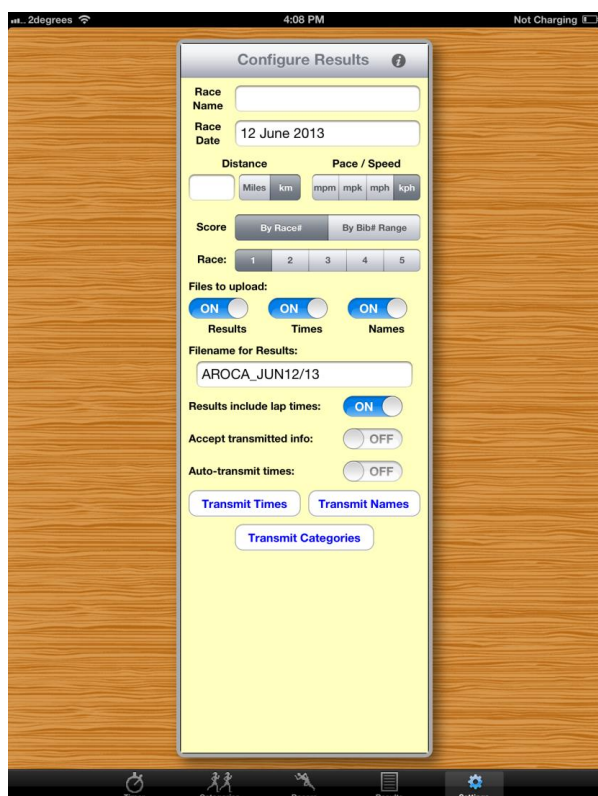 2degrees 4:08 PM Not Charging
Configure Results
Race Name
Race Date 12 June 2013
Distance Pace / Speed
Miles km mpm mpk mph kph
Score By Race# By Bib# Range
Race: 1 2 3 4 5
Files to upload:
ON ON ON
Results Times Names
Filename for Results:
AROCA_JUN12/13
Results include lap times: ON
Accept transmitted info: OFF
Auto-transmit times: OFF
Transmit Times Transmit Names
Transmit Categories